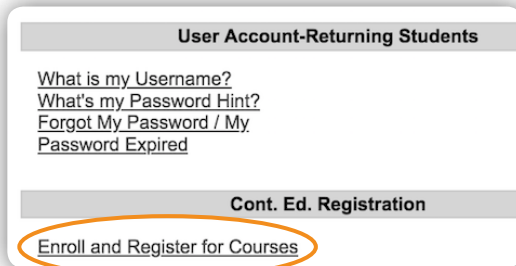 User Account-Returning Students
What is my Username?
What's my Password Hint?
Forgot My Password / My
Password Expired
Cont. Ed. Registration
Enroll and Register for Courses